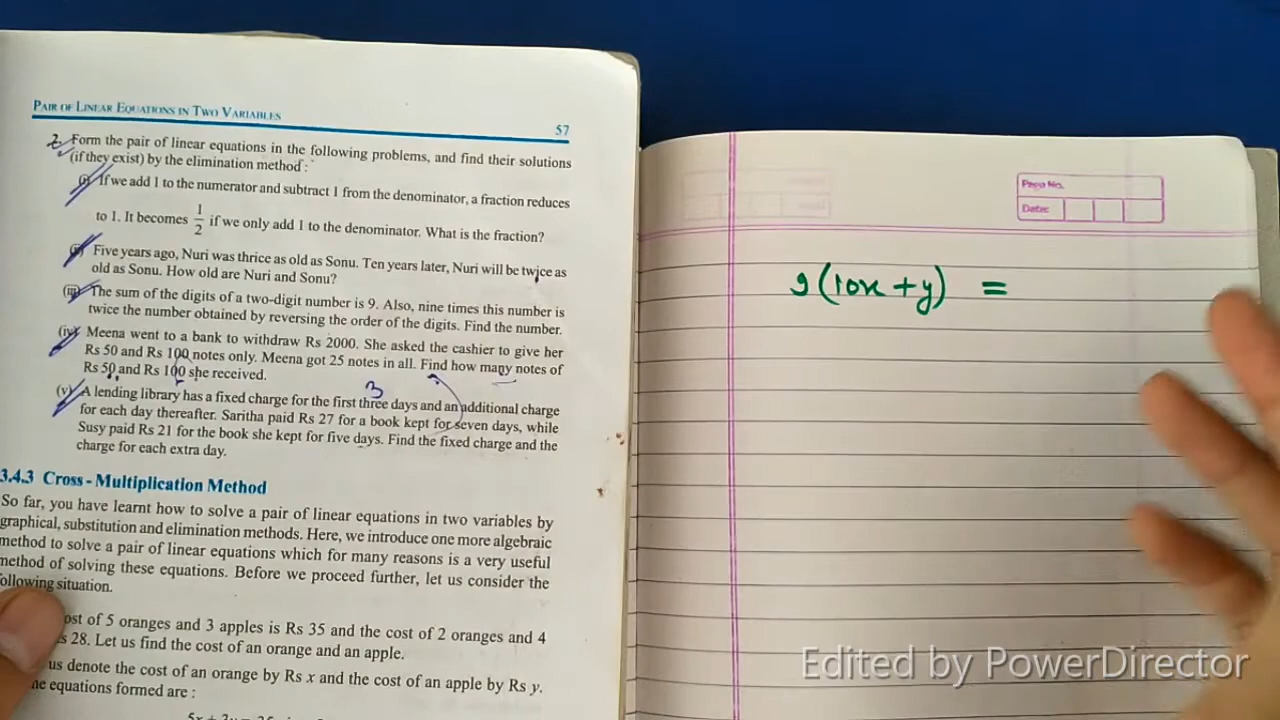 PAIR OF LINEAR EQUATIONS IN TWO VARIABLES
57
2. Form the pair of linear equations in the following problems, and find their solutions
(if they exist) by the elimination method :
(i) If we add 1 to the numerator and subtract 1 from the denominator, a fraction reduces
to 1. It becomes 1/2 if we only add 1 to the denominator. What is the fraction?
(ii) Five years ago, Nuri was thrice as old as Sonu. Ten years later, Nuri will be twice as
old as Sonu. How old are Nuri and Sonu?
(iii) The sum of the digits of a two-digit number is 9. Also, nine times this number is
twice the number obtained by reversing the order of the digits. Find the number.
(iv) Meena went to a bank to withdraw Rs 2000. She asked the cashier to give her
Rs 50 and Rs 100 notes only. Meena got 25 notes in all. Find how many notes of
Rs 50 and Rs 100 she received.
3
(v) A lending library has a fixed charge for the first three days and an additional charge
for each day thereafter. Saritha paid Rs 27 for a book kept for seven days, while
Susy paid Rs 21 for the book she kept for five days. Find the fixed charge and the
charge for each extra day.
3.4.3 Cross - Multiplication Method
So far, you have learnt how to solve a pair of linear equations in two variables by
graphical, substitution and elimination methods. Here, we introduce one more algebraic
method to solve a pair of linear equations which for many reasons is a very useful
method of solving these equations. Before we proceed further, let us consider the
following situation.
ost of 5 oranges and 3 apples is Rs 35 and the cost of 2 oranges and 4
s 28. Let us find the cost of an orange and an apple.
us denote the cost of an orange by Rs x and the cost of an apple by Rs y.
he equations formed are :
Page No.
Date:
9(10x+y) =
Edited by PowerDirector